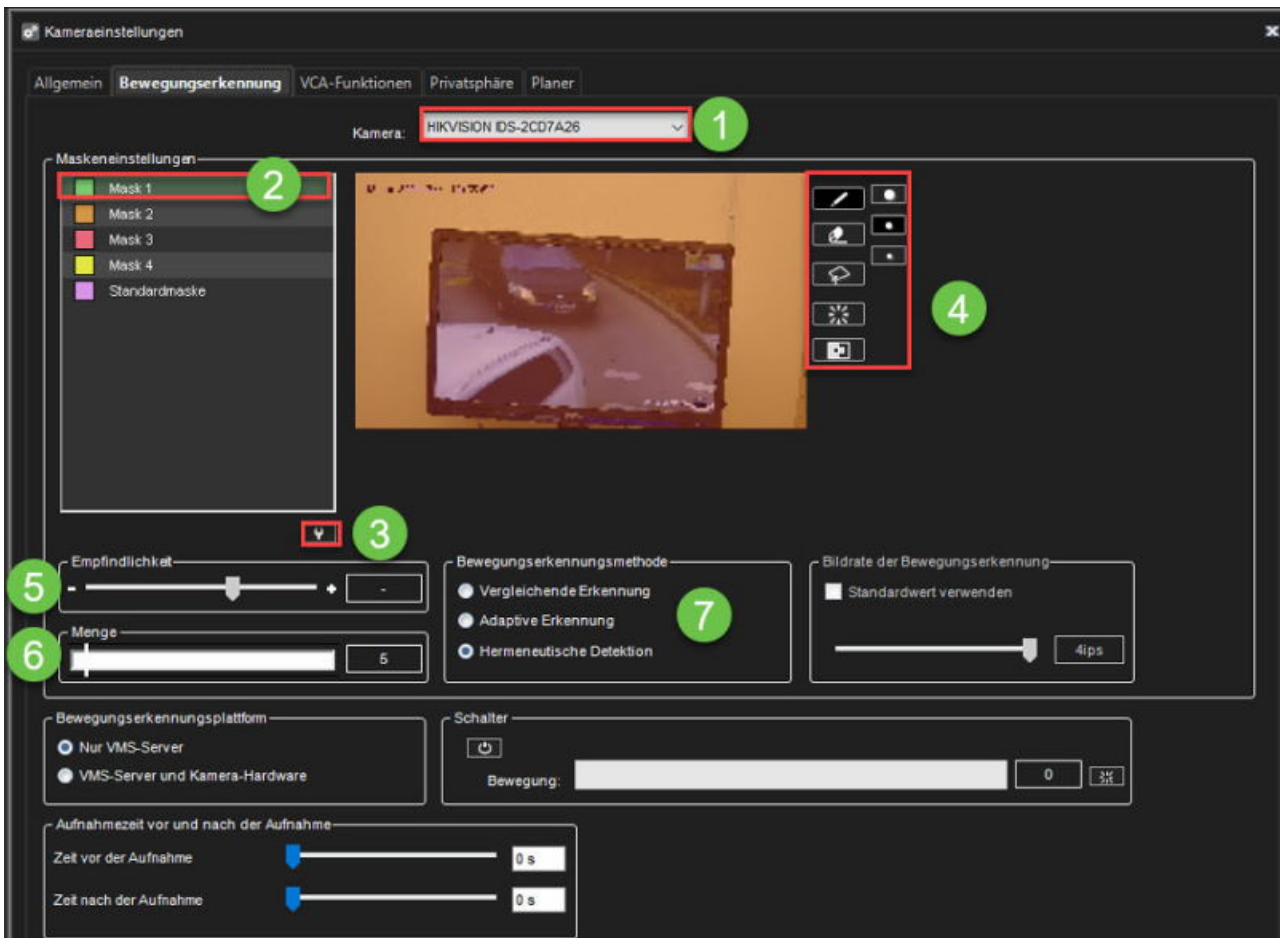 Kameraeinstellungen
Allgemein Bewegungserkennung VCA-Funktionen Privatsphäre Planer
Kamera: HIKVISION IDS-2CD7A26 1
Maskeneinstellungen
Mask 1 2
Mask 2
Mask 3
Mask 4
Standardmaske
4
3
Empfindlichkeit
5 - + -
Menge
6 5
Bewegungserkennungsmethode
Vergleichende Erkennung
Adaptive Erkennung
Hermeneutische Detektion
7
Bildrate der Bewegungserkennung
Standardwert verwenden
4ips
Bewegungserkennungsplattform
Nur VMS-Server
VMS-Server und Kamera-Hardware
Schalter
Bewegung: 0
Aufnahmezeit vor und nach der Aufnahme
Zeit vor der Aufnahme 0 s
Zeit nach der Aufnahme 0 s